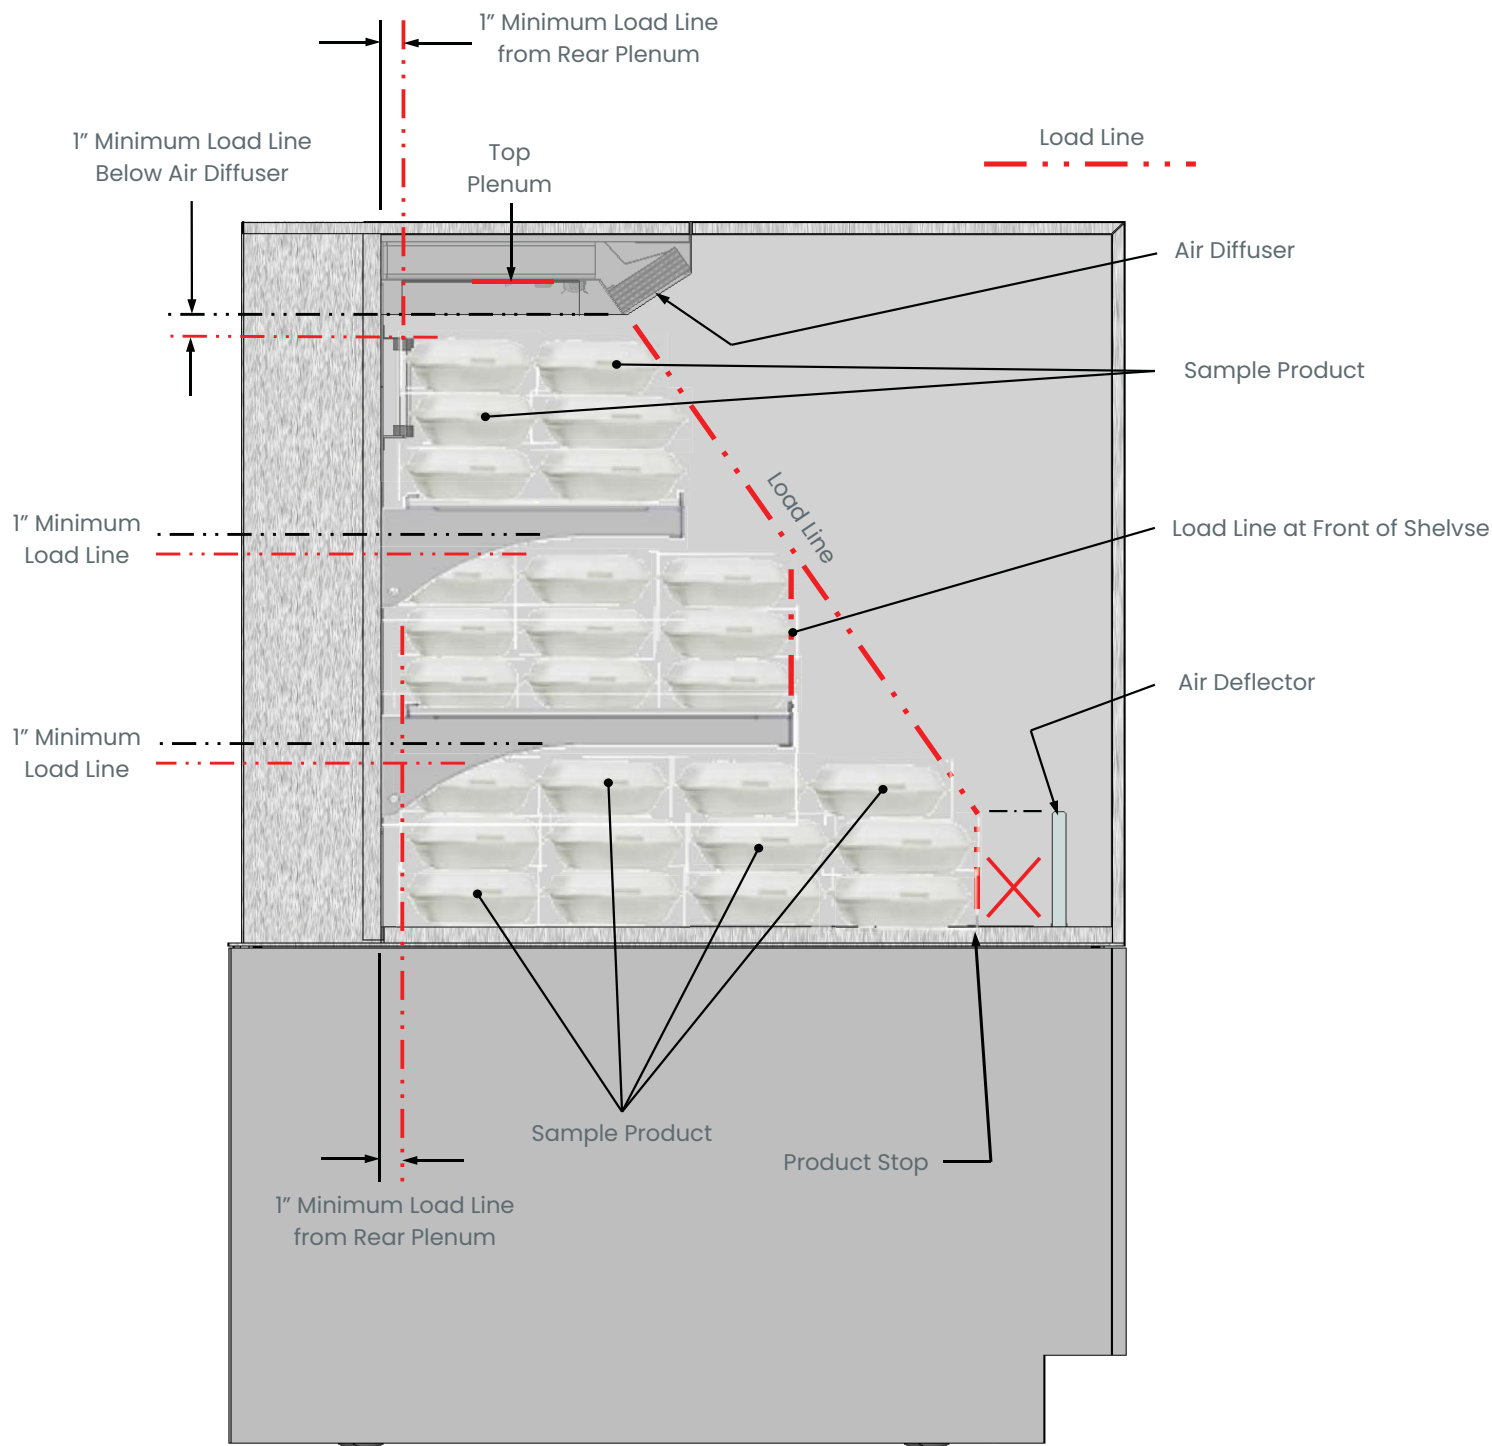 1” Minimum Load Line
from Rear Plenum
1” Minimum Load Line
Below Air Diffuser
Top
Plenum
Load Line
Air Diffuser
Sample Product
Load Line
1” Minimum
Load Line
Load Line at Front of Shelvse
Air Deflector
1” Minimum
Load Line
Sample Product
Product Stop
1” Minimum Load Line
from Rear Plenum